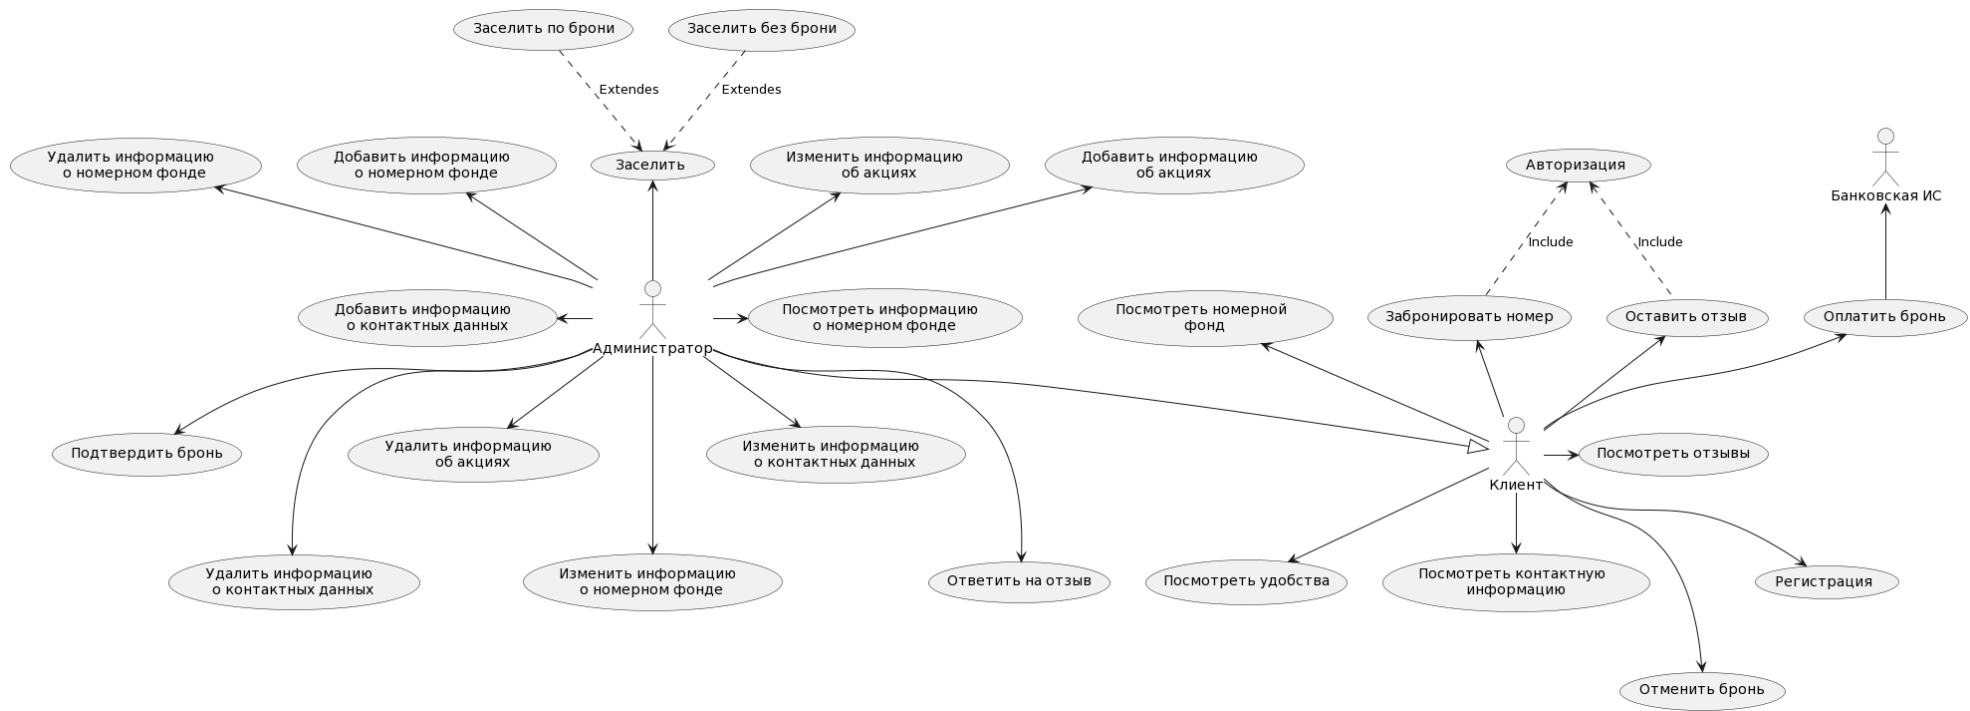 Заселить по брони
Заселить без брони
Extendes
Extendes
Удалить информацию
о номерном фонде
Добавить информацию
о номерном фонде
Заселить
Изменить информацию
об акциях
Добавить информацию
об акциях
Авторизация
Банковская ИС
Include
Include
Добавить информацию
о контактных данных
Администратор
Посмотреть информацию
о номерном фонде
Посмотреть номерной
фонд
Забронировать номер
Оставить отзыв
Оплатить бронь
Подтвердить бронь
Удалить информацию
об акциях
Изменить информацию
о контактных данных
Клиент
Посмотреть отзывы
Удалить информацию
о контактных данных
Изменить информацию
о номерном фонде
Ответить на отзыв
Посмотреть удобства
Посмотреть контактную
информацию
Регистрация
Отменить бронь